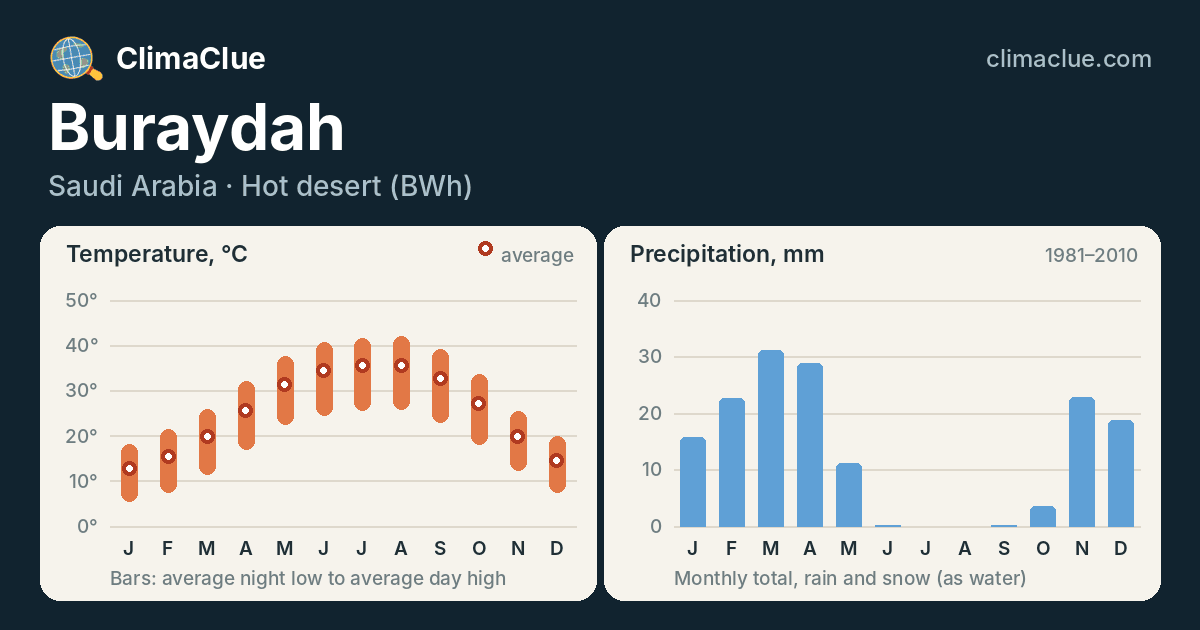 ClimaClue
climaclue.com
Buraydah
Saudi Arabia · Hot desert (BWh)
Temperature, °C
average
50°
40°
30°
20°
10°
0°
J F M A M J J A S O N D
Bars: average night low to average day high
Precipitation, mm
1981–2010
40
30
20
10
0
J F M A M J J A S O N D
Monthly total, rain and snow (as water)